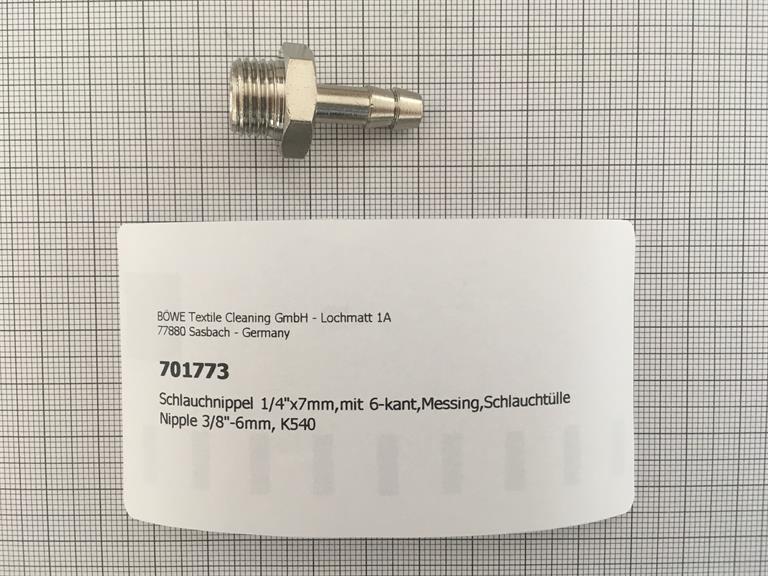 BÖWE Textile Cleaning GmbH - Lochmatt 1A
77880 Sasbach - Germany
701773
Schlauchnippel 1/4"x7mm,mit 6-kant,Messing,Schlauchtülle
Nipple 3/8"-6mm, K540